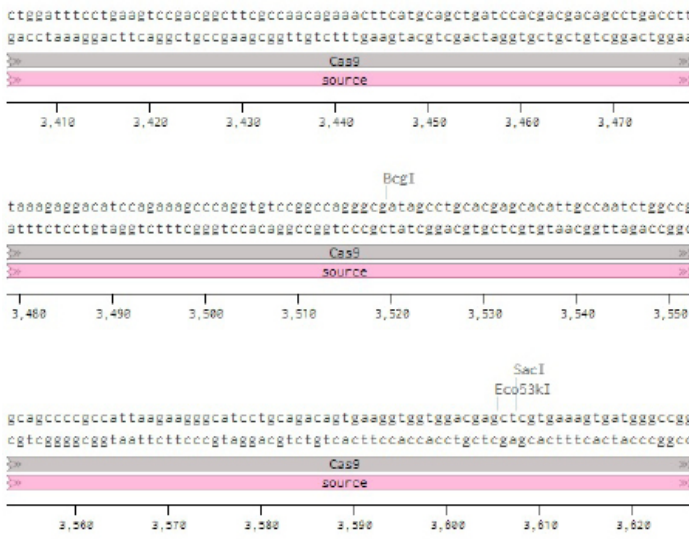 ctggatttcctgaagtccgacggcttcgccaacagaaacttcatgcagctgatccacgacgacagcctgacctt
gacctaaaggacttcaggctgccgaagcggttgtctttgaagtacgtcgactaggtgctgctgtcggactggaa
Cas9
source
3,410 3,420 3,430 3,440 3,450 3,460 3,470
BcgI
taaagaggacatccagaaagcccaggtgtccggccagggcgatagcctgcacgagcacattgccaatctggccg
atttctcctgtaggtctttcgggtccacaggccggtcccgctatcggacgtgctcgtgtaacggttagaccggc
Cas9
source
3,480 3,490 3,500 3,510 3,520 3,530 3,540 3,550
SacI
Eco53kI
gcagccccgccattaagaagggcatcctgcagacagtgaaggtggtggacgagctcgtgaaagtgatgggccgg
cgtcggggcggtaattcttcccgtaggacgtctgtcacttccaccacctgctcgagcactttcactacccggcc
Cas9
source
3,560 3,570 3,580 3,590 3,600 3,610 3,620